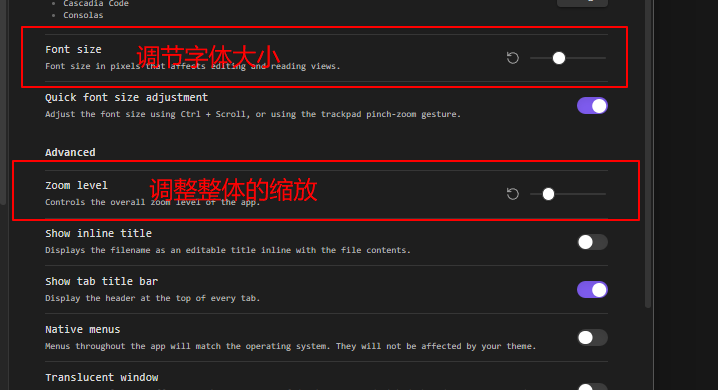 Cascadia Code
Consolas
Font size
调节字体大小
Font size in pixels that affects editing and reading views.
Quick font size adjustment
Adjust the font size using Ctrl + Scroll, or using the trackpad pinch-zoom gesture.
Advanced
Zoom level
调整整体的缩放
Controls the overall zoom level of the app.
Show inline title
Displays the filename as an editable title inline with the file contents.
Show tab title bar
Display the header at the top of every tab.
Native menus
Menus throughout the app will match the operating system. They will not be affected by your theme.
Translucent window